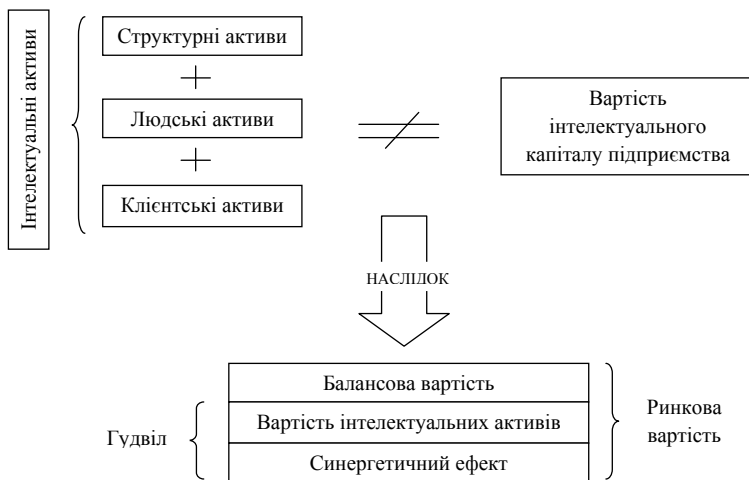 Інтелектуальні активи
Структурні активи
+
Людські активи
+
Клієнтські активи
≠
Вартість
інтелектуального
капіталу підприємства
НАСЛІДОК
Балансова вартість
Вартість інтелектуальних активів
Синергетичний ефект
Гудвіл
Ринкова
вартість